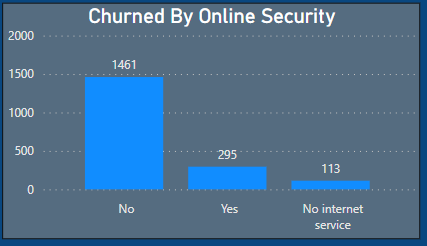 Churned By Online Security
2000
1500
1000
500
0
1461
295
113
No
Yes
No internet
service